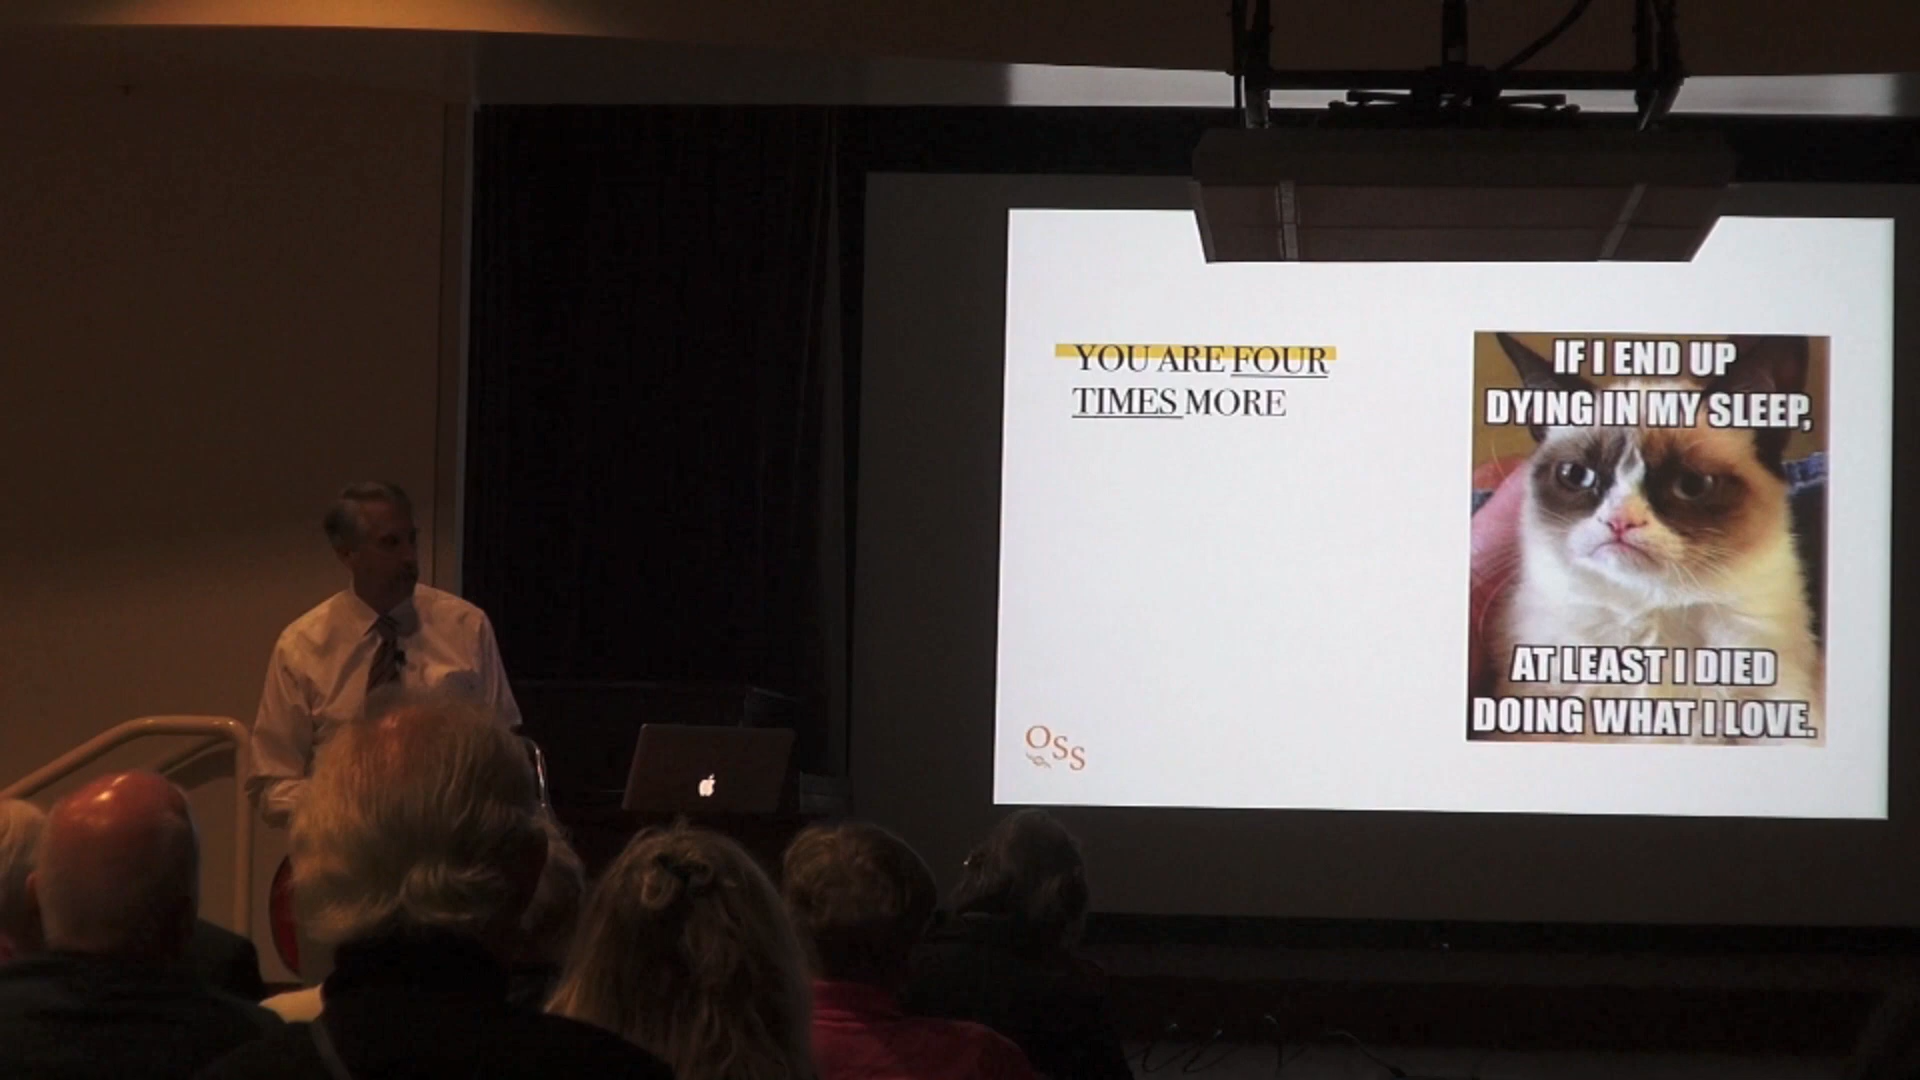 YOU ARE FOUR
TIMES MORE
IF I END UP
DYING IN MY SLEEP,
AT LEAST I DIED
DOING WHAT I LOVE.
OSS